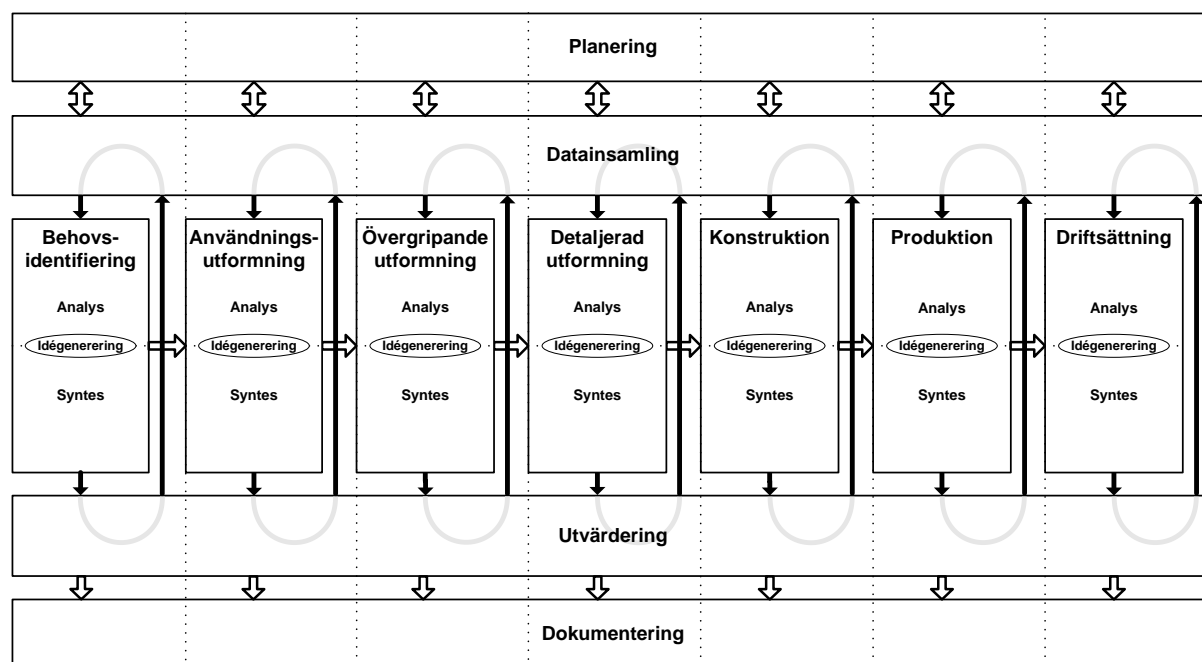 Planering
Datainsamling
Behovs-
identifiering
Analys
Idégenerering
Syntes
Användnings-
utformning
Analys
Idégenerering
Syntes
Övergripande
utformning
Analys
Idégenerering
Syntes
Detaljerad
utformning
Analys
Idégenerering
Syntes
Konstruktion
Analys
Idégenerering
Syntes
Produktion
Analys
Idégenerering
Syntes
Driftsättning
Analys
Idégenerering
Syntes
Utvärdering
Dokumentering